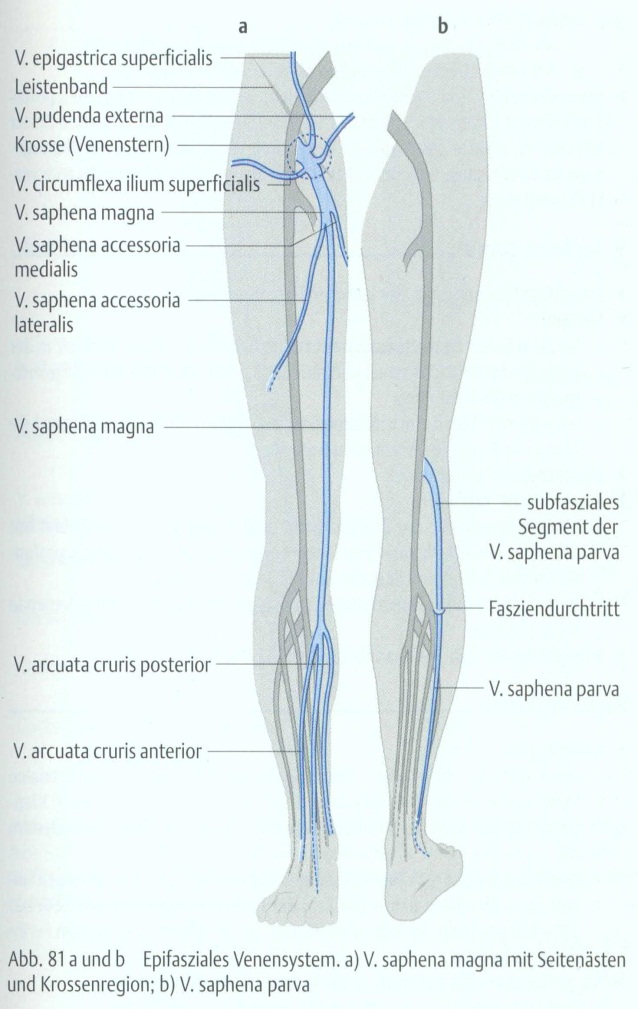 a
b
V. epigastrica superficialis
Leistenband
V. pudenda externa
Krosse (Venenstern)
V. circumflexa ilium superficialis
V. saphena magna
V. saphena accessoria
medialis
V. saphena accessoria
lateralis
V. saphena magna
V. arcuata cruris posterior
V. arcuata cruris anterior
subfasziales
Segment der
V. saphena parva
Fasziendurchtritt
V. saphena parva
Abb. 81 a und b Epifasziales Venensystem. a) V. saphena magna mit Seitenästen
und Krossenregion; b) V. saphena parva